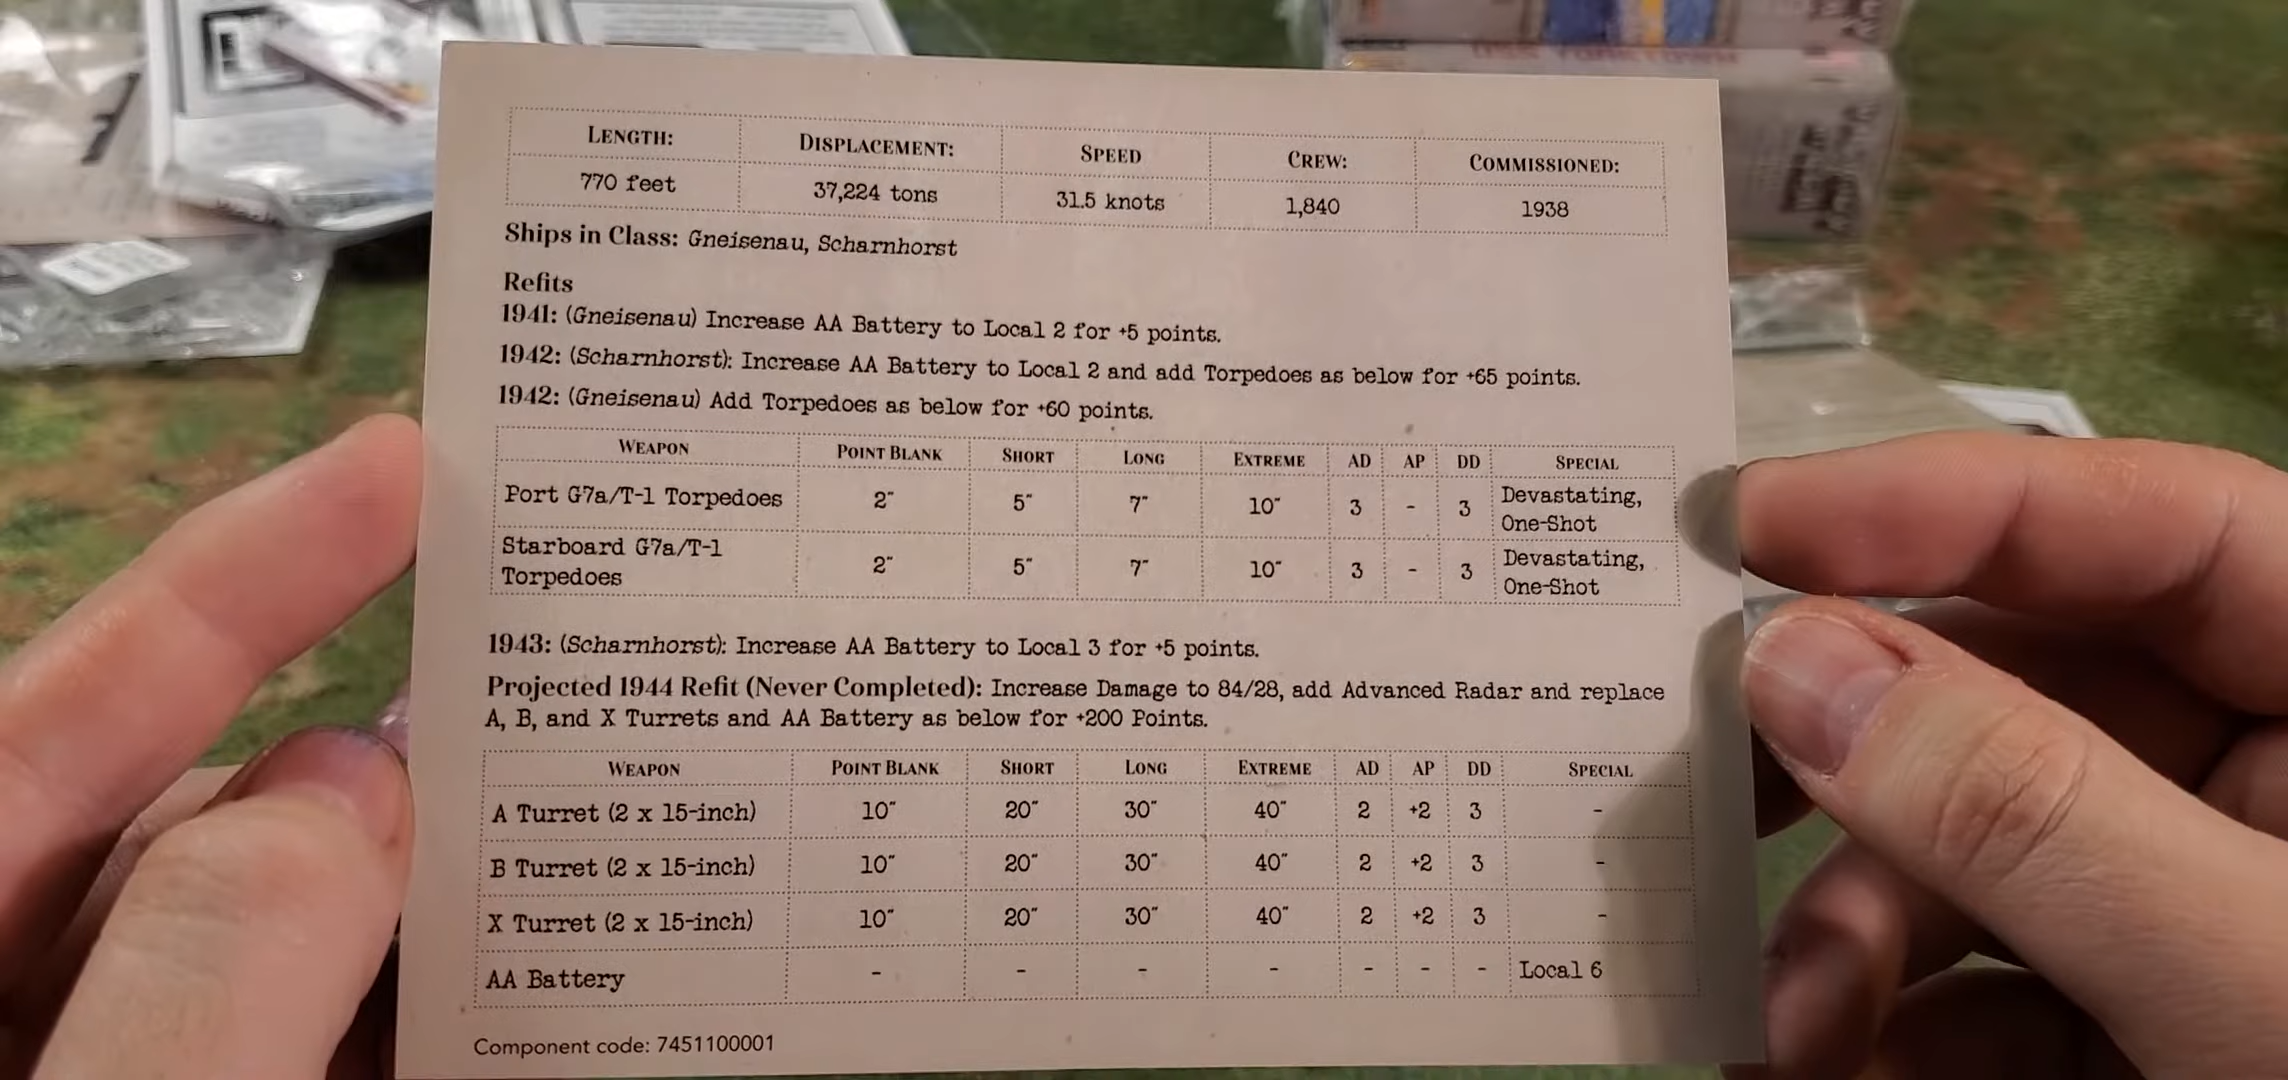 LENGTH: DISPLACEMENT: SPEED CREW: COMMISSIONED:
770 feet 37,224 tons 31.5 knots 1,840 1938
Ships in Class: Gneisenau, Scharnhorst
Refits
1941: (Gneisenau) Increase AA Battery to Local 2 for +5 points.
1942: (Scharnhorst): Increase AA Battery to Local 2 and add Torpedoes as below for +65 points.
1942: (Gneisenau) Add Torpedoes as below for +60 points.
WEAPON POINT BLANK SHORT LONG EXTREME AD AP DD SPECIAL
Port G7a/T-1 Torpedoes 2" 5" 7" 10" 3 - 3 Devastating,
One-Shot
Starboard G7a/T-1 2" 5" 7" 10" 3 - 3 Devastating,
Torpedoes One-Shot
1943: (Scharnhorst): Increase AA Battery to Local 3 for +5 points.
Projected 1944 Refit (Never Completed): Increase Damage to 84/28, add Advanced Radar and replace
A, B, and X Turrets and AA Battery as below for +200 Points.
WEAPON POINT BLANK SHORT LONG EXTREME AD AP DD SPECIAL
A Turret (2 x 15-inch) 10" 20" 30" 40" 2 +2 3 -
B Turret (2 x 15-inch) 10" 20" 30" 40" 2 +2 3 -
X Turret (2 x 15-inch) 10" 20" 30" 40" 2 +2 3 -
AA Battery - - - - - - - Local 6
Component code: 7451100001